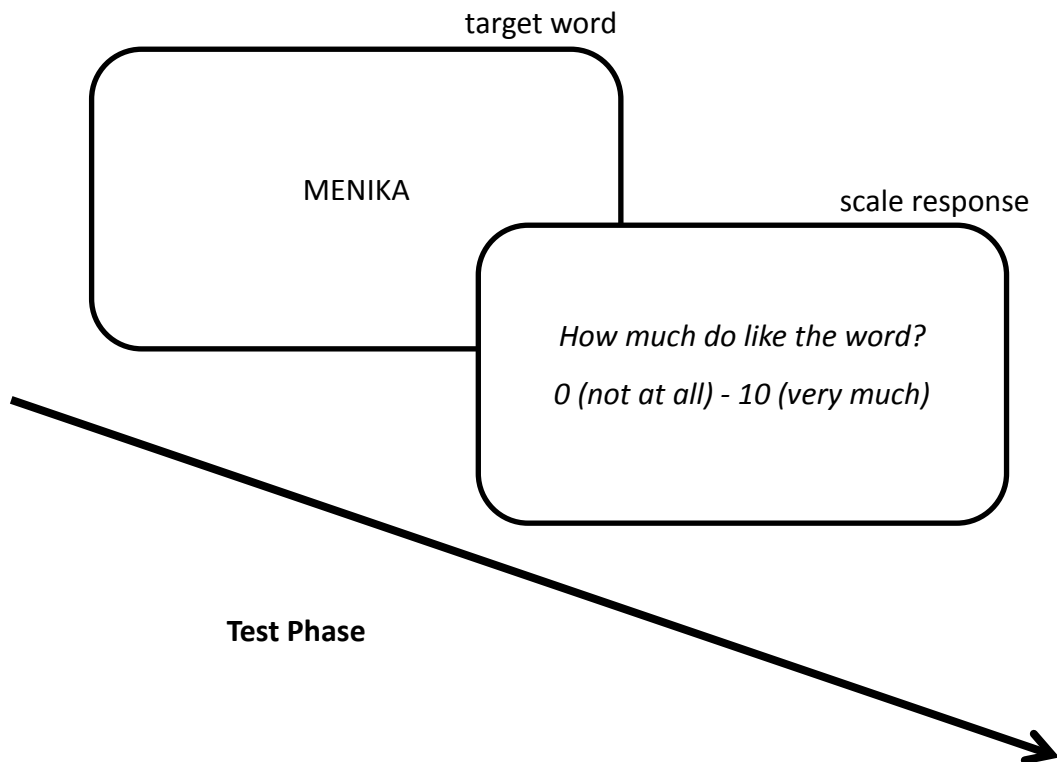 target word
MENIKA
scale response
How much do like the word?
0 (not at all) - 10 (very much)
Test Phase